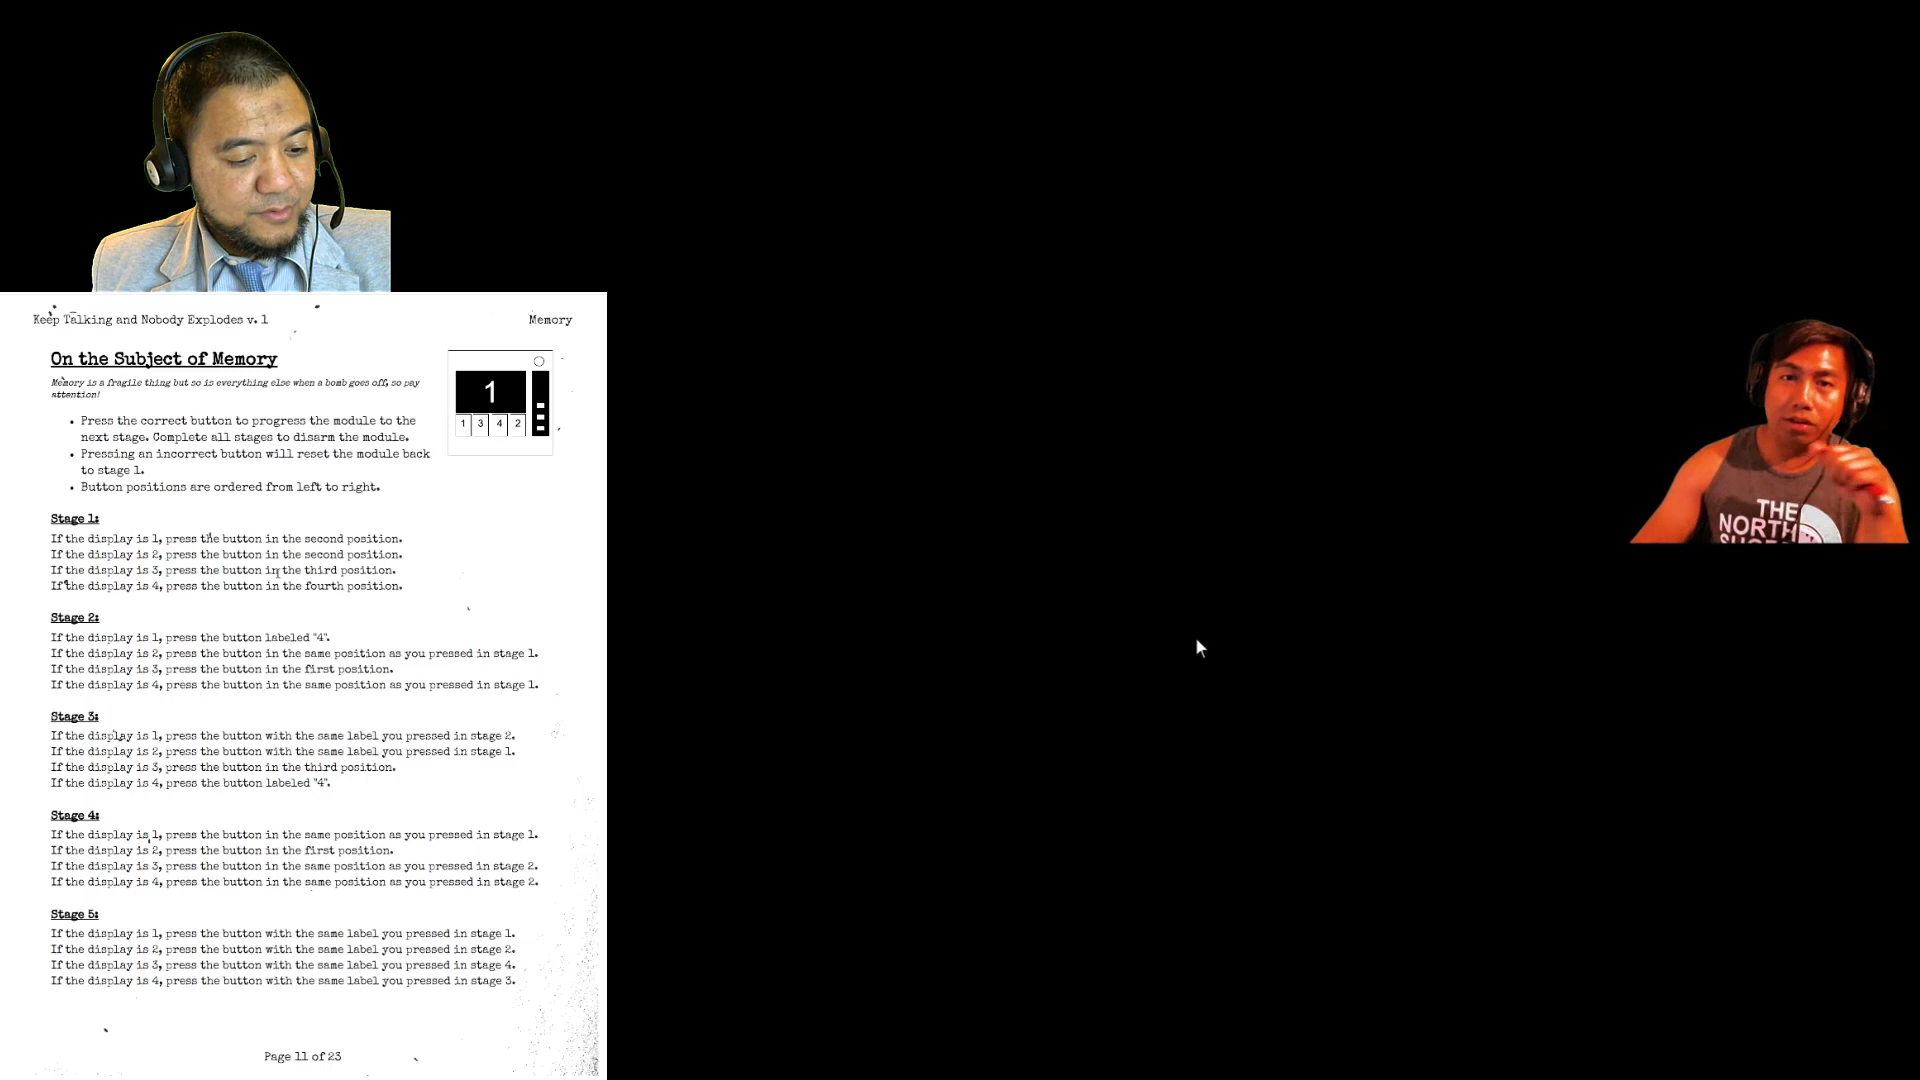 Keep Talking and Nobody Explodes v. 1
Memory
On the Subject of Memory
Memory is a fragile thing but so is everything else when a bomb goes off, so pay
attention!
• Press the correct button to progress the module to the
next stage. Complete all stages to disarm the module.
• Pressing an incorrect button will reset the module back
to stage 1.
• Button positions are ordered from left to right.
1
1 3 4 2
Stage 1:
If the display is 1, press the button in the second position.
If the display is 2, press the button in the second position.
If the display is 3, press the button in the third position.
If the display is 4, press the button in the fourth position.
Stage 2:
If the display is 1, press the button labeled "4".
If the display is 2, press the button in the same position as you pressed in stage 1.
If the display is 3, press the button in the first position.
If the display is 4, press the button in the same position as you pressed in stage 1.
Stage 3:
If the display is 1, press the button with the same label you pressed in stage 2.
If the display is 2, press the button with the same label you pressed in stage 1.
If the display is 3, press the button in the third position.
If the display is 4, press the button labeled "4".
Stage 4:
If the display is 1, press the button in the same position as you pressed in stage 1.
If the display is 2, press the button in the first position.
If the display is 3, press the button in the same position as you pressed in stage 2.
If the display is 4, press the button in the same position as you pressed in stage 2.
Stage 5:
If the display is 1, press the button with the same label you pressed in stage 1.
If the display is 2, press the button with the same label you pressed in stage 2.
If the display is 3, press the button with the same label you pressed in stage 4.
If the display is 4, press the button with the same label you pressed in stage 3.
Page 11 of 23
THE
NORTH